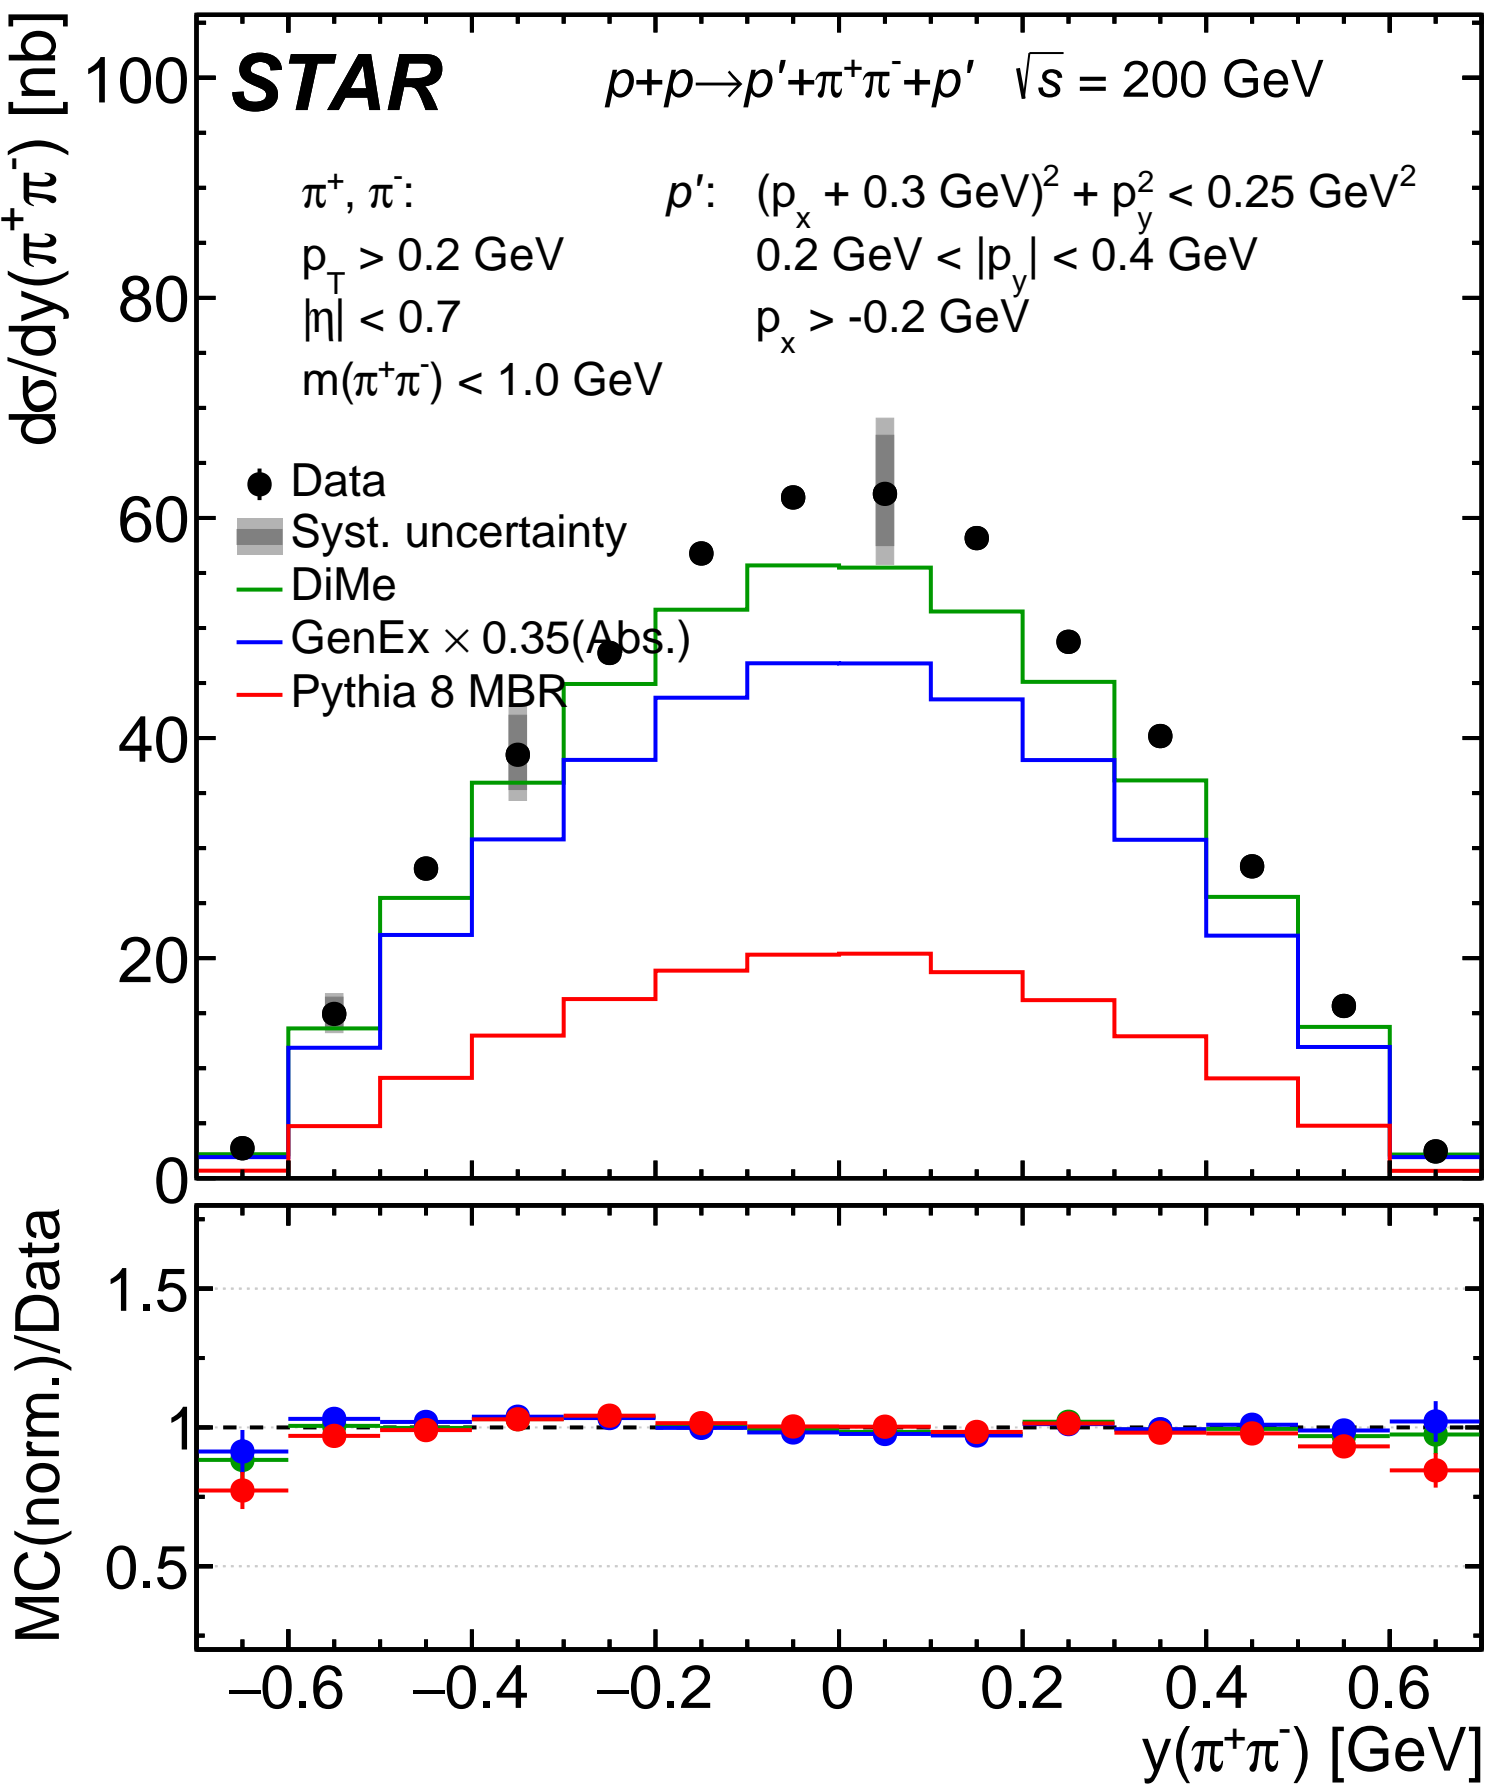 dσ/dy(π⁺π⁻) [nb]
STAR p+p→p′+π⁺π⁻+p′ √s = 200 GeV
π⁺, π⁻: p′: (pₓ + 0.3 GeV)² + p_y² < 0.25 GeV²
p_T > 0.2 GeV 0.2 GeV < |p_y| < 0.4 GeV
|η| < 0.7 pₓ > -0.2 GeV
m(π⁺π⁻) < 1.0 GeV
Data
Syst. uncertainty
DiMe
GenEx × 0.35(Abs.)
Pythia 8 MBR
100
80
60
40
20
0
MC(norm.)/Data
1.5
1
0.5
−0.6 −0.4 −0.2 0 0.2 0.4 0.6
y(π⁺π⁻) [GeV]